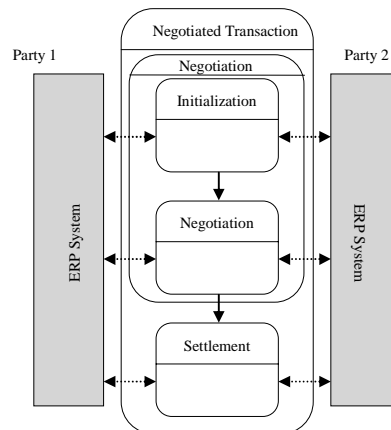 Negotiated Transaction
Party 1
Party 2
Negotiation
Initialization
ERP System
ERP System
Negotiation
Settlement